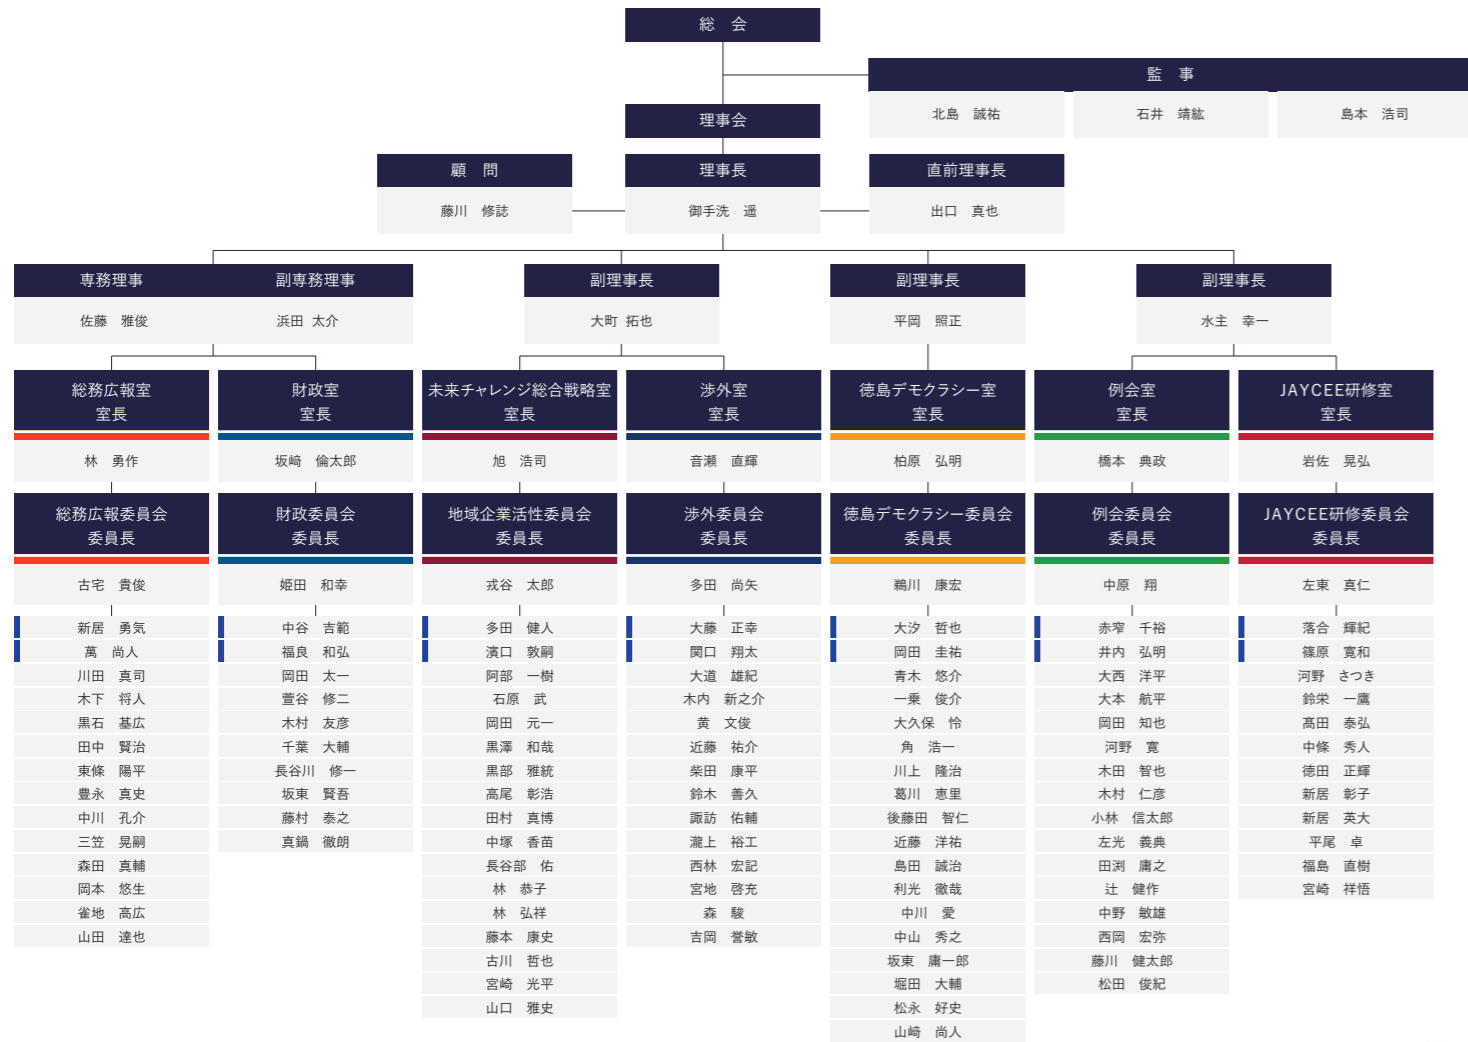 総　会
監　事
北島　誠祐
石井　靖紘
島本　浩司
理事会
顧　問
理事長
直前理事長
藤川　修誌
御手洗　遥
出口　真也
専務理事
副専務理事
副理事長
副理事長
副理事長
佐藤　雅俊
浜田 太介
大町 拓也
平岡　照正
水主　幸一
総務広報室
室長
財政室
室長
未来チャレンジ総合戦略室
室長
渉外室
室長
徳島デモクラシー室
室長
例会室
室長
JAYCEE研修室
室長
林　勇作
坂﨑　倫太郎
旭　浩司
音瀬　直輝
柏原　弘明
橋本　典政
岩佐　晃弘
総務広報委員会
委員長
財政委員会
委員長
地域企業活性委員会
委員長
渉外委員会
委員長
徳島デモクラシー委員会
委員長
例会委員会
委員長
JAYCEE研修委員会
委員長
古宅　貴俊
姫田　和幸
戎谷　太郎
多田　尚矢
鵜川　康宏
中原　翔
左東　真仁
新居　勇気
萬　尚人
川田　真司
木下　将人
黒石　基広
田中　賢治
東條　陽平
豊永　真史
中川　孔介
三笠　晃嗣
森田　真輔
岡本　悠生
雀地　高広
山田　達也
中谷　吉範
福良　和弘
岡田　太一
萱谷　修二
木村　友彦
千葉　大輔
長谷川　修一
坂東　賢吾
藤村　泰之
真鍋　徹朗
多田　健人
濱口　敦嗣
阿部　一樹
石原　武
岡田　元一
黒澤　和哉
黒部　雅統
高尾　彰浩
田村　真博
中塚　香苗
長谷部　佑
林　恭子
林　弘祥
藤本　康史
古川　哲也
宮崎　光平
山口　雅史
大藤　正幸
関口　翔太
大道　雄紀
木内　新之介
黄　文俊
近藤　祐介
柴田　康平
鈴木　善久
諏訪　佑輔
瀧上　裕工
西林　宏記
宮地　啓充
森　駿
吉岡　誉敏
大汐　哲也
岡田　圭祐
青木　悠介
一乗　俊介
大久保　怜
角　浩一
川上　隆治
葛川　恵里
後藤田　智仁
近藤　洋祐
島田　誠治
利光　徹哉
中川　愛
中山　秀之
坂東　庸一郎
堀田　大輔
松永　好史
山﨑　尚人
赤窄　千裕
井内　弘明
大西　洋平
大本　航平
岡田　知也
河野　寛
木田　智也
木村　仁彦
小林　信太郎
左光　義典
田渕　庸之
辻　健作
中野　敏雄
西岡　宏弥
藤川　健太郎
松田　俊紀
落合　輝紀
篠原　寛和
河野　さつき
鈴栄　一鷹
髙田　泰弘
中條　秀人
徳田　正輝
新居　彰子
新居　英大
平尾　卓
福島　直樹
宮崎　祥悟